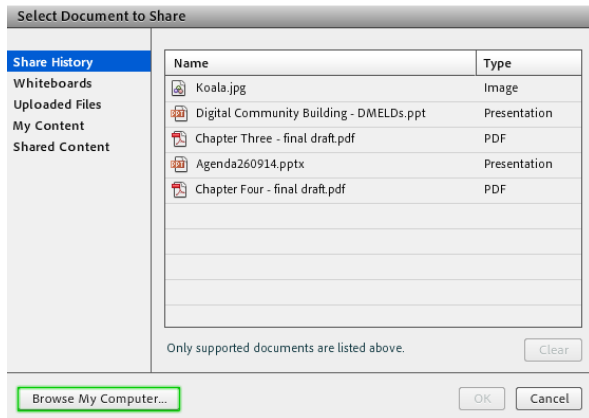 Select Document to Share
Share History
Whiteboards
Uploaded Files
My Content
Shared Content
Name Type
Koala.jpg Image
Digital Community Building - DMELDs.ppt Presentation
Chapter Three - final draft.pdf PDF
Agenda260914.pptx Presentation
Chapter Four - final draft.pdf PDF
Only supported documents are listed above. Clear
Browse My Computer... OK Cancel